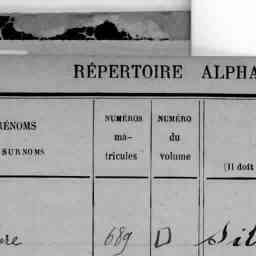 RÉPERTOIRE ALPHA
RÉNOMS
SURNOMS
NUMÉROS
ma-
tricules
NUMÉRO
du
volume
(Il doit
689 D